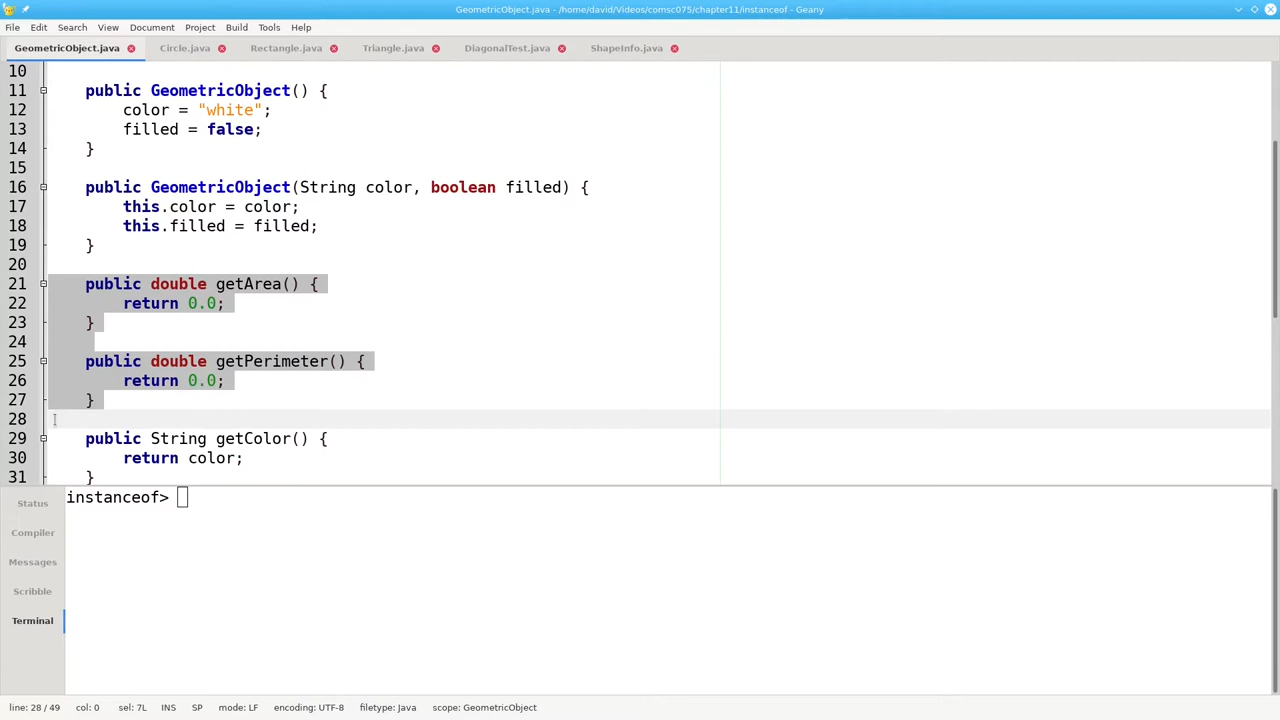 GeometricObject.java - /home/david/Videos/comsc075/chapter11/instanceof - Geany
File Edit Search View Document Project Build Tools Help
GeometricObject.java Circle.java Rectangle.java Triangle.java DiagonalTest.java ShapeInfo.java
10
11 public GeometricObject() {
12 color = "white";
13 filled = false;
14 }
15
16 public GeometricObject(String color, boolean filled) {
17 this.color = color;
18 this.filled = filled;
19 }
20
21 public double getArea() {
22 return 0.0;
23 }
24
25 public double getPerimeter() {
26 return 0.0;
27 }
28
29 public String getColor() {
30 return color;
31 }
Status
Compiler
Messages
Scribble
Terminal
instanceof>
line: 28 / 49 col: 0 sel: 7L INS SP mode: LF encoding: UTF-8 filetype: Java scope: GeometricObject